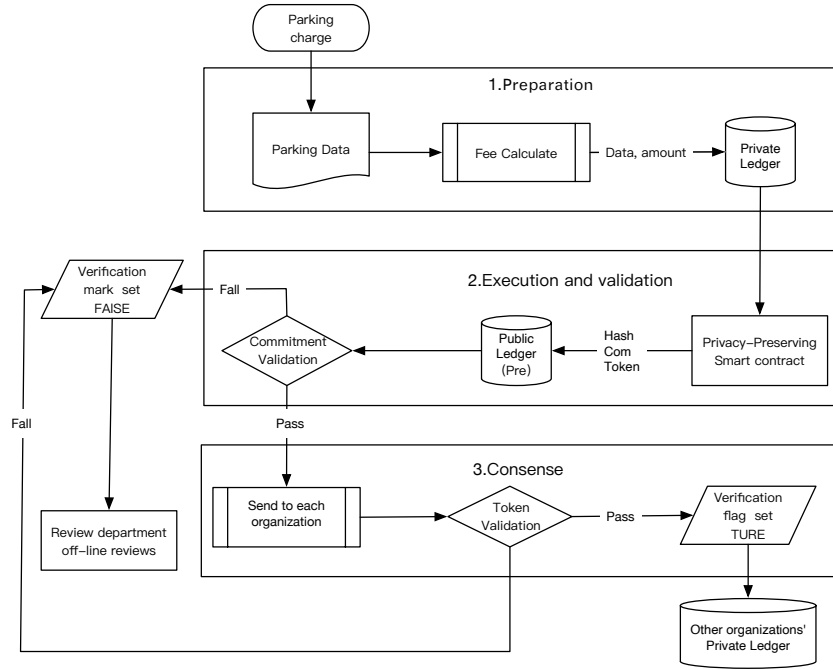 Parking
charge
1.Preparation
Parking Data
Fee Calculate
Data, amount
Private
Ledger
2.Execution and validation
Verification
mark set
FAISE
Fall
Commitment
Validation
Public
Ledger
(Pre)
Hash
Com
Token
Privacy-Preserving
Smart contract
Fall
Pass
3.Consense
Send to each
organization
Token
Validation
Pass
Verification
flag set
TURE
Review department
off-line reviews
Other organizations'
Private Ledger